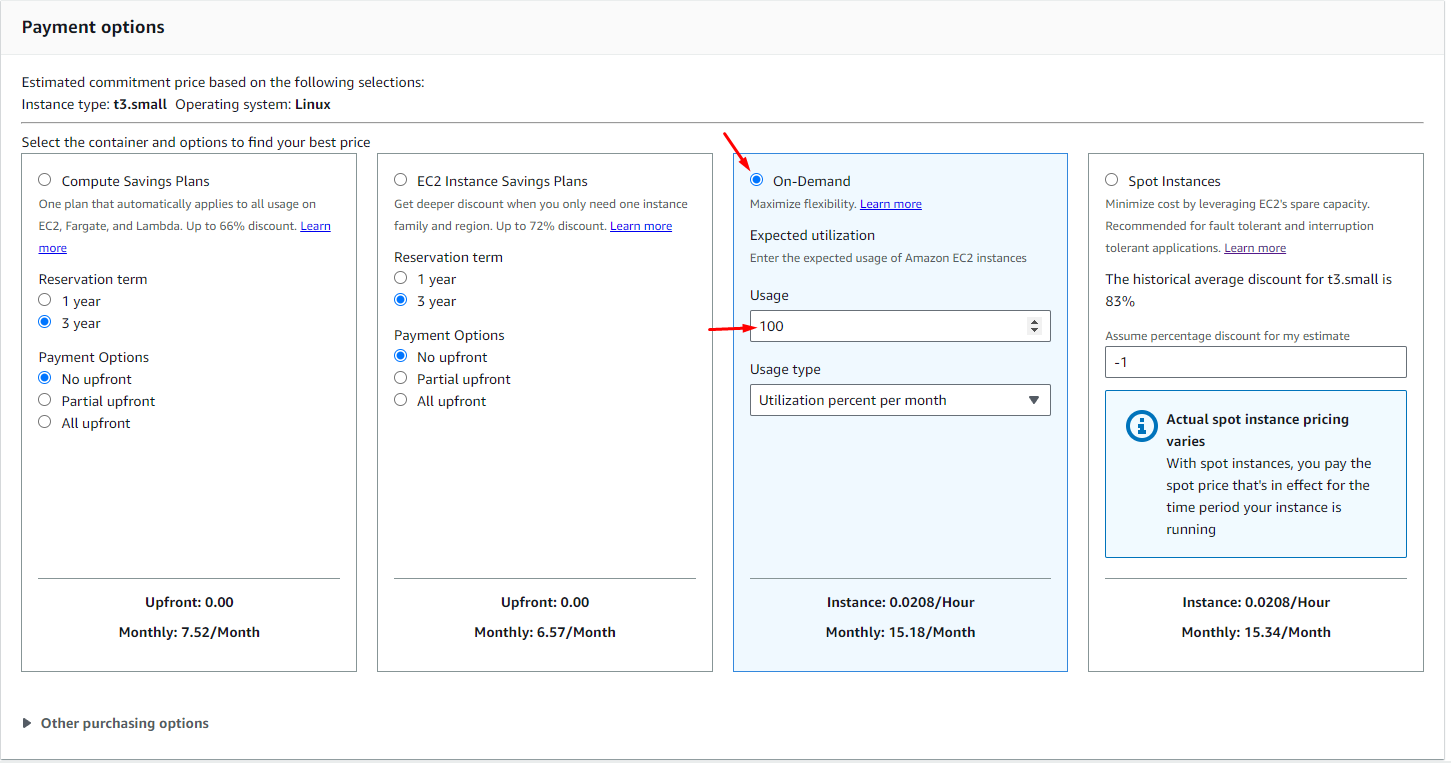 Payment options
Estimated commitment price based on the following selections:
Instance type: t3.small Operating system: Linux
Select the container and options to find your best price
Compute Savings Plans
One plan that automatically applies to all usage on
EC2, Fargate, and Lambda. Up to 66% discount. Learn
more
Reservation term
1 year
3 year
Payment Options
No upfront
Partial upfront
All upfront
Upfront: 0.00
Monthly: 7.52/Month
EC2 Instance Savings Plans
Get deeper discount when you only need one instance
family and region. Up to 72% discount. Learn more
Reservation term
1 year
3 year
Payment Options
No upfront
Partial upfront
All upfront
Upfront: 0.00
Monthly: 6.57/Month
On-Demand
Maximize flexibility. Learn more
Expected utilization
Enter the expected usage of Amazon EC2 instances
Usage
100
Usage type
Utilization percent per month
Instance: 0.0208/Hour
Monthly: 15.18/Month
Spot Instances
Minimize cost by leveraging EC2's spare capacity.
Recommended for fault tolerant and interruption
tolerant applications. Learn more
The historical average discount for t3.small is
83%
Assume percentage discount for my estimate
-1
Actual spot instance pricing
varies
With spot instances, you pay the
spot price that's in effect for the
time period your instance is
running
Instance: 0.0208/Hour
Monthly: 15.34/Month
Other purchasing options